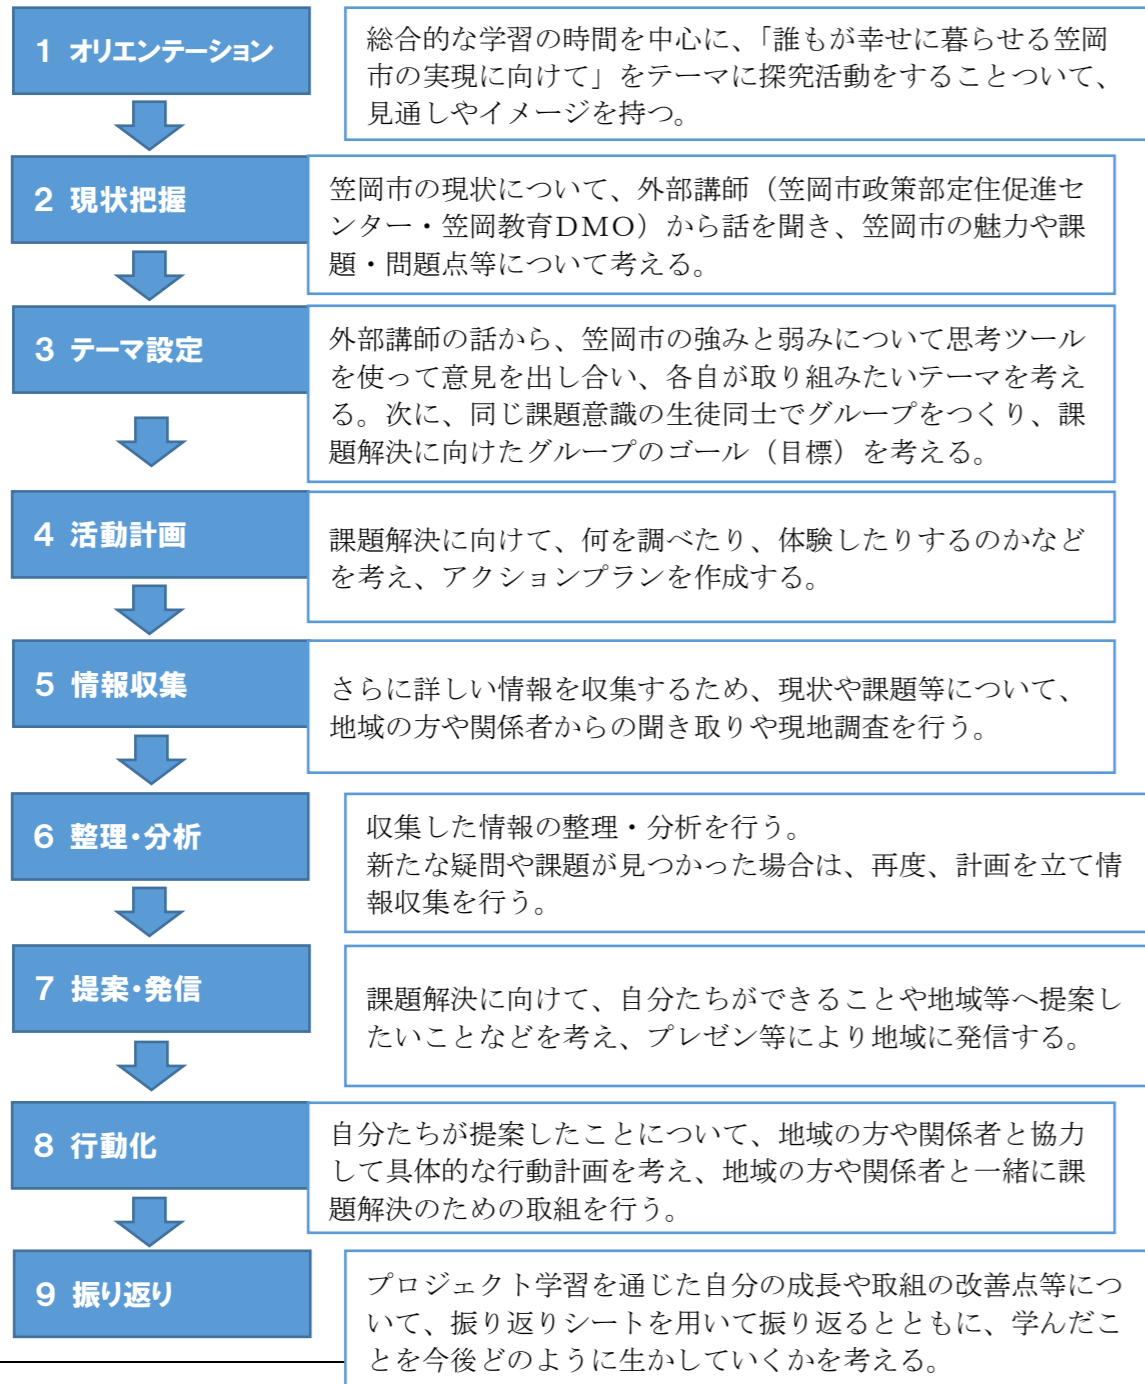 1 オリエンテーション
総合的な学習の時間を中心に、「誰もが幸せに暮らせる笠岡
市の実現に向けて」をテーマに探究活動をすることついて、
見通しやイメージを持つ。
2 現状把握
笠岡市の現状について、外部講師（笠岡市政策部定住促進セ
ンター・笠岡教育DMO）から話を聞き、笠岡市の魅力や課
題・問題点等について考える。
3 テーマ設定
外部講師の話から、笠岡市の強みと弱みについて思考ツール
を使って意見を出し合い、各自が取り組みたいテーマを考え
る。次に、同じ課題意識の生徒同士でグループをつくり、課
題解決に向けたグループのゴール（目標）を考える。
4 活動計画
課題解決に向けて、何を調べたり、体験したりするのかなど
を考え、アクションプランを作成する。
5 情報収集
さらに詳しい情報を収集するため、現状や課題等について、
地域の方や関係者からの聞き取りや現地調査を行う。
6 整理・分析
収集した情報の整理・分析を行う。
新たな疑問や課題が見つかった場合は、再度、計画を立て情
報収集を行う。
7 提案・発信
課題解決に向けて、自分たちができることや地域等へ提案し
たいことなどを考え、プレゼン等により地域に発信する。
8 行動化
自分たちが提案したことについて、地域の方や関係者と協力
して具体的な行動計画を考え、地域の方や関係者と一緒に課
題解決のための取組を行う。
9 振り返り
プロジェクト学習を通じた自分の成長や取組の改善点等につ
いて、振り返りシートを用いて振り返るとともに、学んだこ
とを今後どのように生かしていくかを考える。